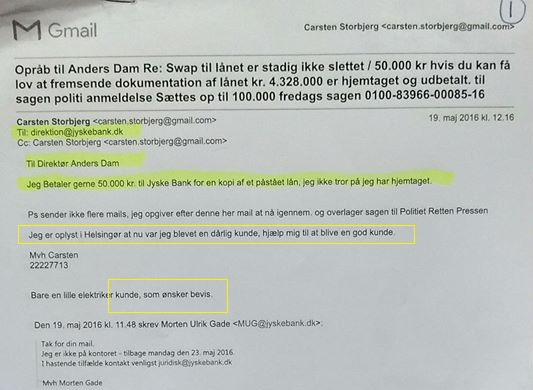 1
Gmail
Carsten Storbjerg <carsten.storbjerg@gmail.com>
Opråb til Anders Dam Re: Swap til lånet er stadig ikke slettet / 50.000 kr hvis du kan få
lov at fremsende dokumentation af lånet kr. 4.328.000 er hjemtaget og udbetalt. til
sagen politi anmeldelse Sættes op til 100.000 fredags sagen 0100-83966-00085-16
Carsten Storbjerg <carsten.storbjerg@gmail.com>
19. maj 2016 kl. 12.16
Til: direktion@jyskebank.dk
Cc: Carsten Storbjerg <carsten.storbjerg@gmail.com>
Til Direktør Anders Dam
Jeg Betaler gerne 50.000 kr. til Jyske Bank for en kopi af et påstået lån, jeg ikke tror på jeg har hjemtaget.
Ps sender ikke flere mails, jeg opgiver efter denne her mail at nå igennem. og overlager sagen til Politiet Retten Pressen
Jeg er oplyst i Helsingør at nu var jeg blevet en dårlig kunde, hjælp mig til at blive en god kunde.
Mvh Carsten
22227713
Bare en lille elektriker kunde, som ønsker bevis.
Den 19. maj 2016 kl. 11.48 skrev Morten Ulrik Gade <MUG@jyskebank.dk>:
Tak for din mail.
Jeg er ikke på kontoret - tilbage mandag den 23. maj 2016.
I hastende tilfælde kontakt venligst juridisk@jyskebank.dk
Mvh Morten Gade